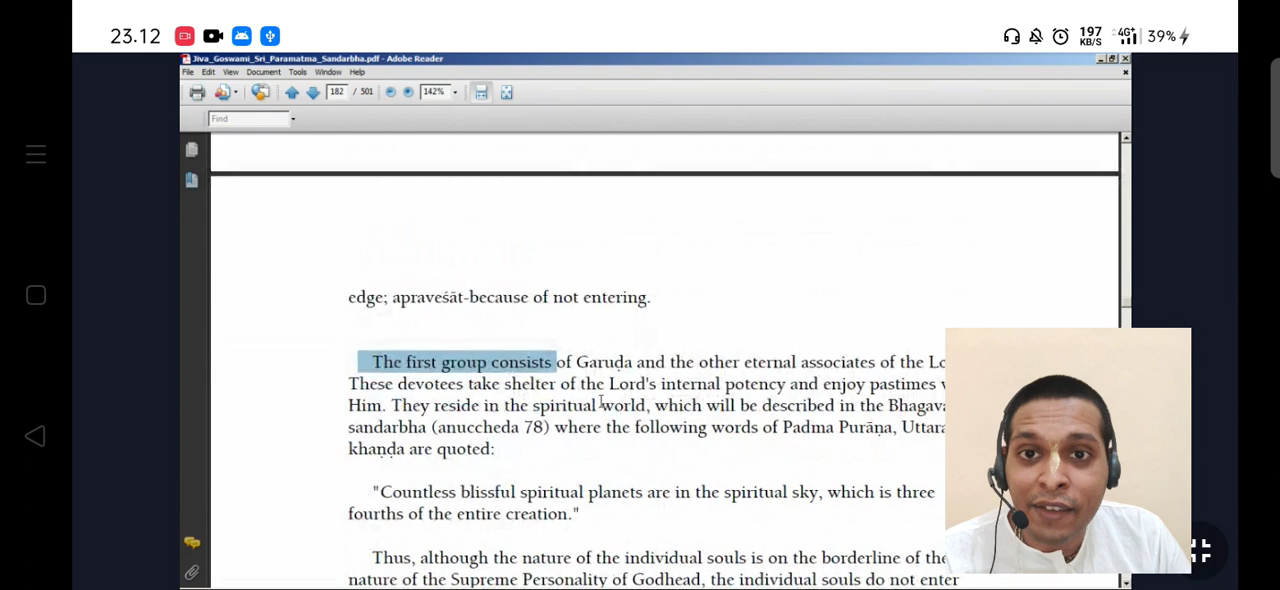 23.12
197
KB/S
4G+
39%
Jiva_Goswami_Sri_Paramatma_Sandarbha.pdf - Adobe Reader
File Edit View Document Tools Window Help
182 / 501 142%
Find
edge; apraveśāt-because of not entering.
The first group consists of Garuḍa and the other eternal associates of the Lo
These devotees take shelter of the Lord's internal potency and enjoy pastimes
Him. They reside in the spiritual world, which will be described in the Bhagava
sandarbha (anuccheda 78) where the following words of Padma Purāṇa, Uttara
khaṇḍa are quoted:
"Countless blissful spiritual planets are in the spiritual sky, which is three
fourths of the entire creation."
Thus, although the nature of the individual souls is on the borderline of the
nature of the Supreme Personality of Godhead, the individual souls do not enter